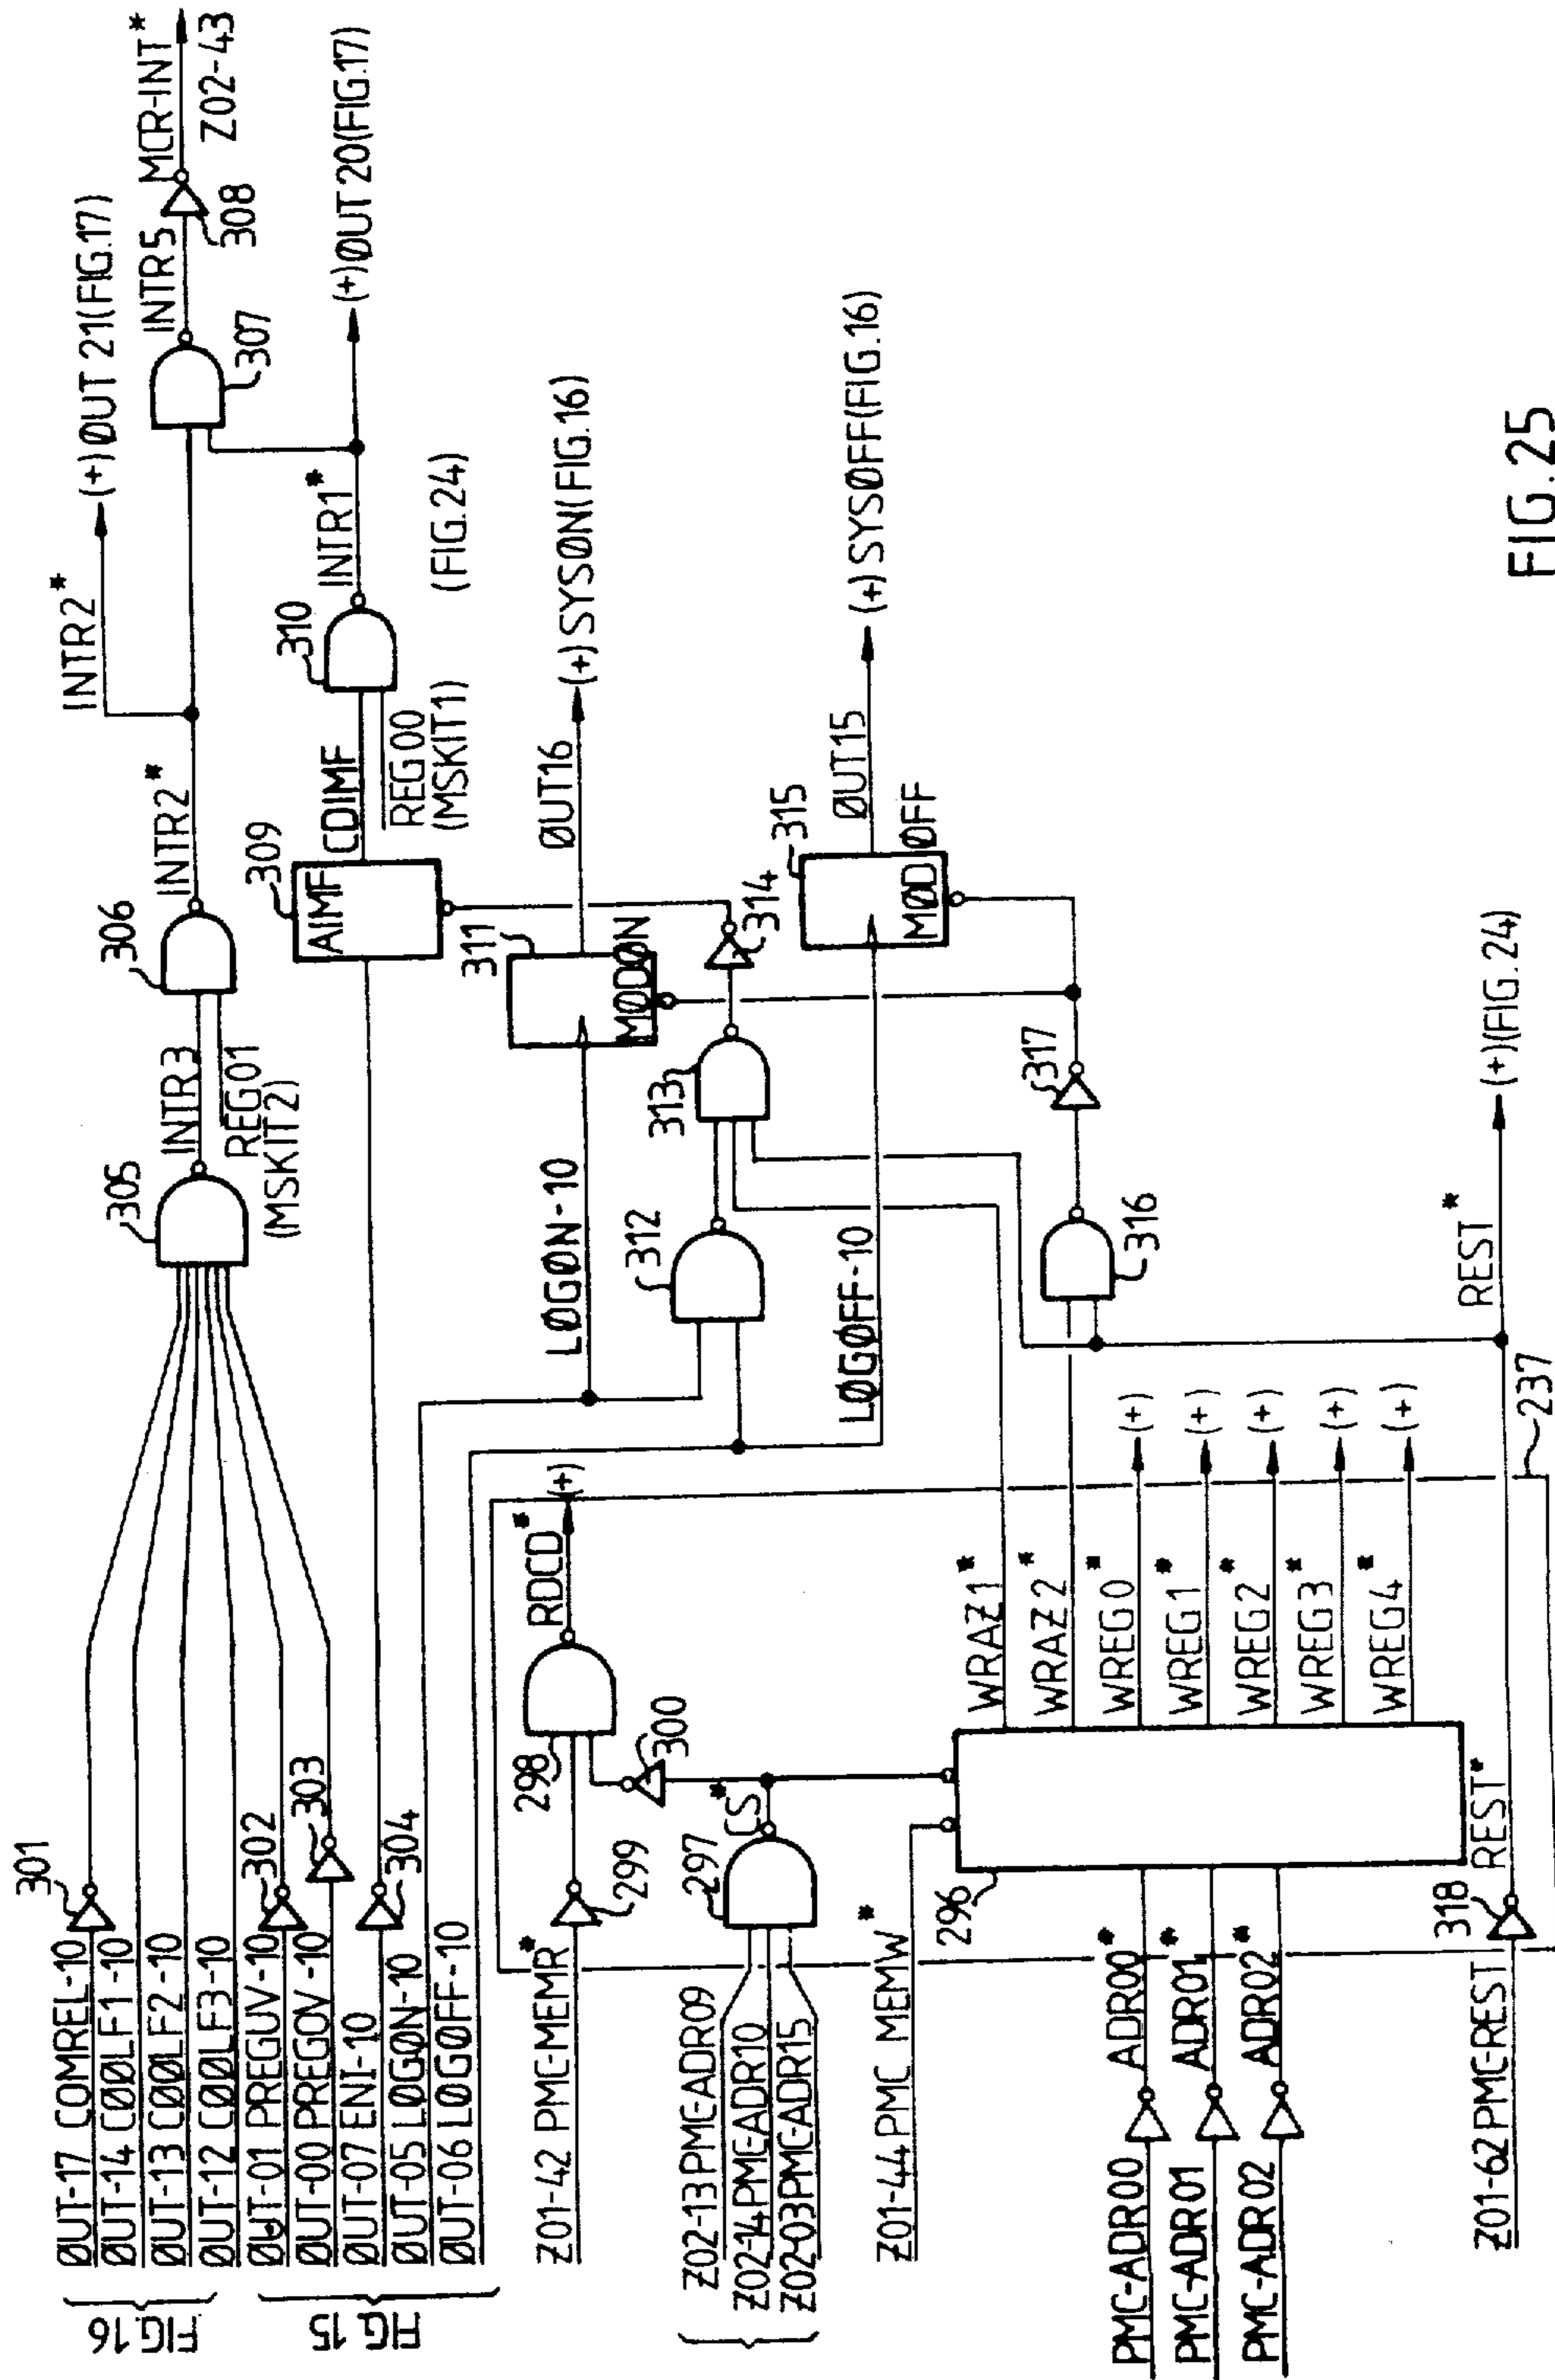 FIG.16
ØUT-17 COMREL-10
ØUT-14 CØØLF1-10
ØUT-13 CØØLF2-10
ØUT-12 CØØLF3-10
FIG.15
ØUT-01 PREGUV-10
ØUT-00 PREGOV-10
ØUT-07 ENI-10
ØUT-05 LØGØN-10
ØUT-06 LØGØFF-10
301
302
303
304
305
INTR3
REG01
(MSKIT2)
306
INTR2*
INTR2*
(+)ØUT 21(FIG.17)
307
INTR5
308
MCR-INT*
Z02-43
309
AIMF
CDIMF
REG00
(MSKIT1)
310
INTR1*
(FIG.24)
(+)ØUT 20(FIG.17)
LØGØN-10
311
MØDØN
ØUT16
(+)SYSØN(FIG.16)
312
313
314
LØGØFF-10
315
MØDØFF
ØUT15
(+)SYSØFF(FIG.16)
316
317
Z01-42 PMC-MEMR*
299
298
RDCD*
(+)
300
Z02-13 PMC-ADR09
Z02-14 PMC-ADR10
Z02-03 PMC-ADR15
297
CS*
Z01-44 PMC MEMW*
296
PMC-ADR00
ADR00*
PMC-ADR01
ADR01*
PMC-ADR02
ADR02*
WRAZ1*
WRAZ2*
WREG0*
(+)
WREG1*
(+)
WREG2*
(+)
WREG3*
(+)
WREG4*
(+)
Z01-62 PMC-REST
318
REST*
REST*
(+)(FIG.24)
237
FIG.25